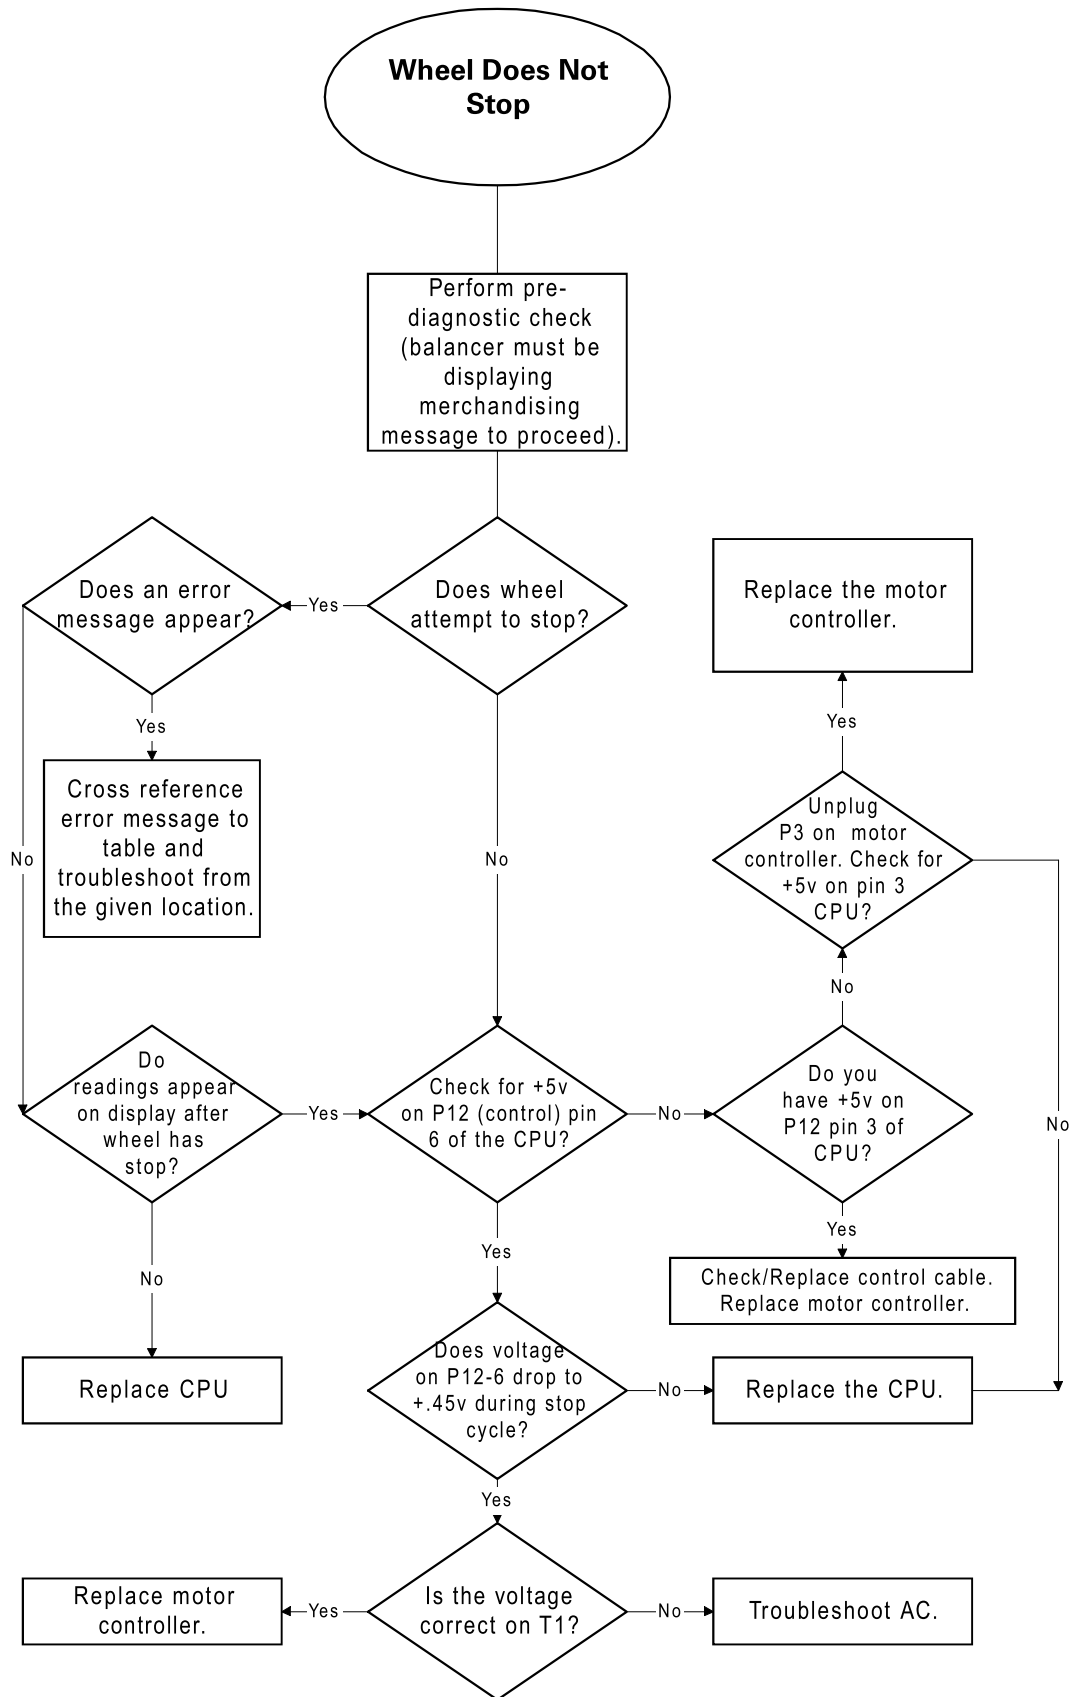 Wheel Does Not
Stop
Perform pre-
diagnostic check
(balancer must be
displaying
merchandising
message to proceed).
Does an error
message appear?
Yes
Does wheel
attempt to stop?
Replace the motor
controller.
Yes
Yes
Cross reference
error message to
table and
troubleshoot from
the given location.
No
No
Unplug
P3 on motor
controller. Check for
+5v on pin 3
CPU?
No
Do
readings appear
on display after
wheel has
stop?
Yes
Check for +5v
on P12 (control) pin
6 of the CPU?
No
Do you
have +5v on
P12 pin 3 of
CPU?
No
Yes
Yes
No
Check/Replace control cable.
Replace motor controller.
Replace CPU
Does voltage
on P12-6 drop to
+.45v during stop
cycle?
No
Replace the CPU.
Yes
Replace motor
controller.
Yes
Is the voltage
correct on T1?
No
Troubleshoot AC.